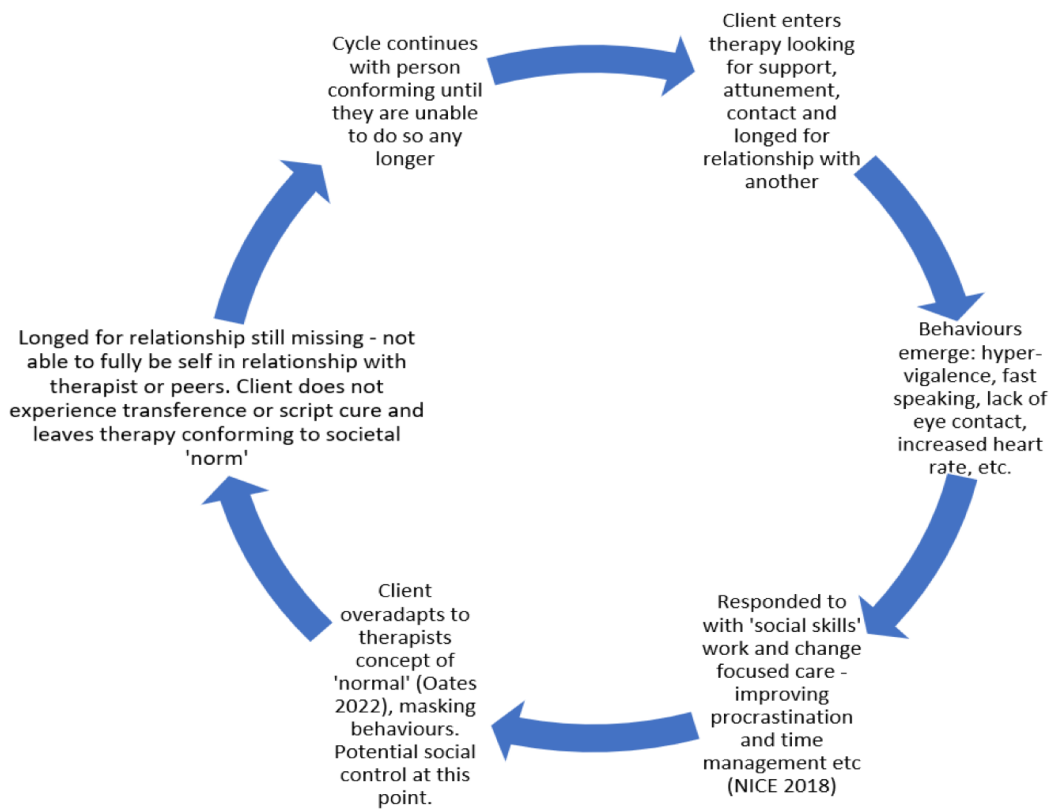 Client enters
therapy looking
for support,
attunement,
contact and
longed for
relationship with
another
Behaviours
emerge: hyper-
vigalence, fast
speaking, lack of
eye contact,
increased heart
rate, etc.
Responded to
with 'social skills'
work and change
focused care -
improving
procrastination
and time
management etc
(NICE 2018)
Client
overadapts to
therapists
concept of
'normal' (Oates
2022), masking
behaviours.
Potential social
control at this
point.
Longed for relationship still missing - not
able to fully be self in relationship with
therapist or peers. Client does not
experience transference or script cure and
leaves therapy conforming to societal
'norm'
Cycle continues
with person
conforming until
they are unable
to do so any
longer